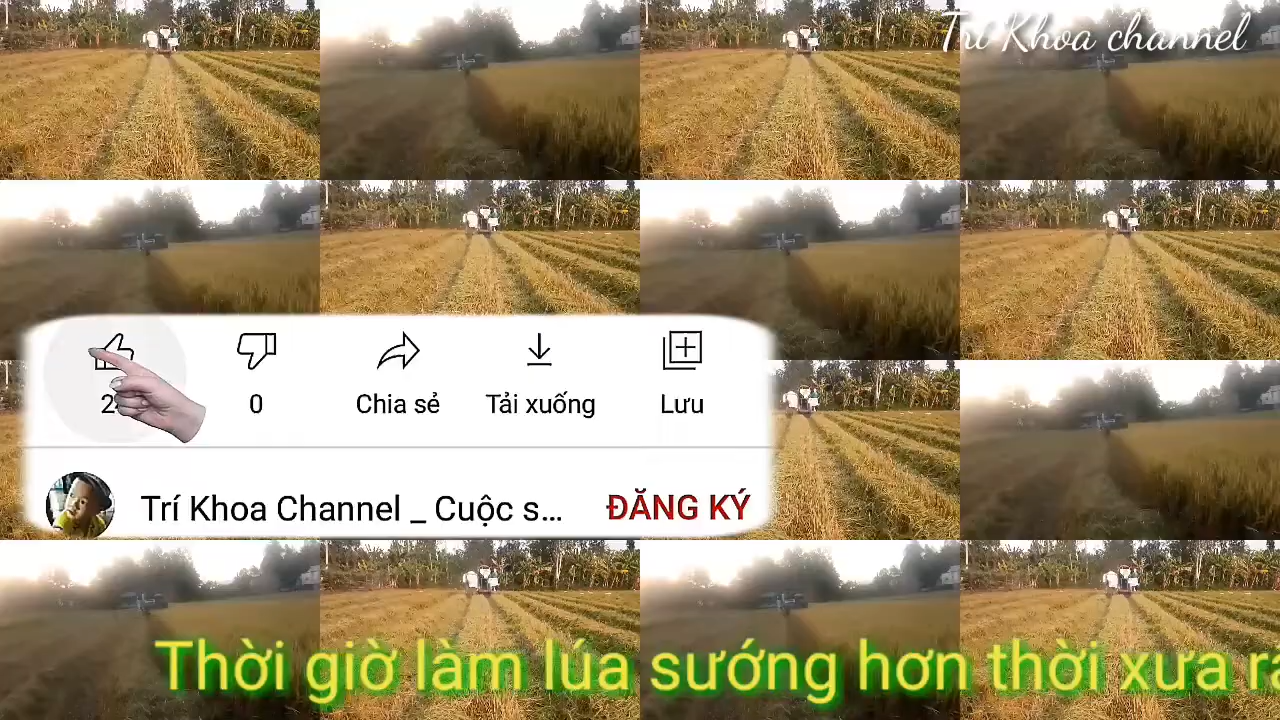 Trí Khoa channel
0
Chia sẻ
Tải xuống
Lưu
Trí Khoa Channel _ Cuộc s...
ĐĂNG KÝ
Thời giờ làm lúa sướng hơn thời xưa